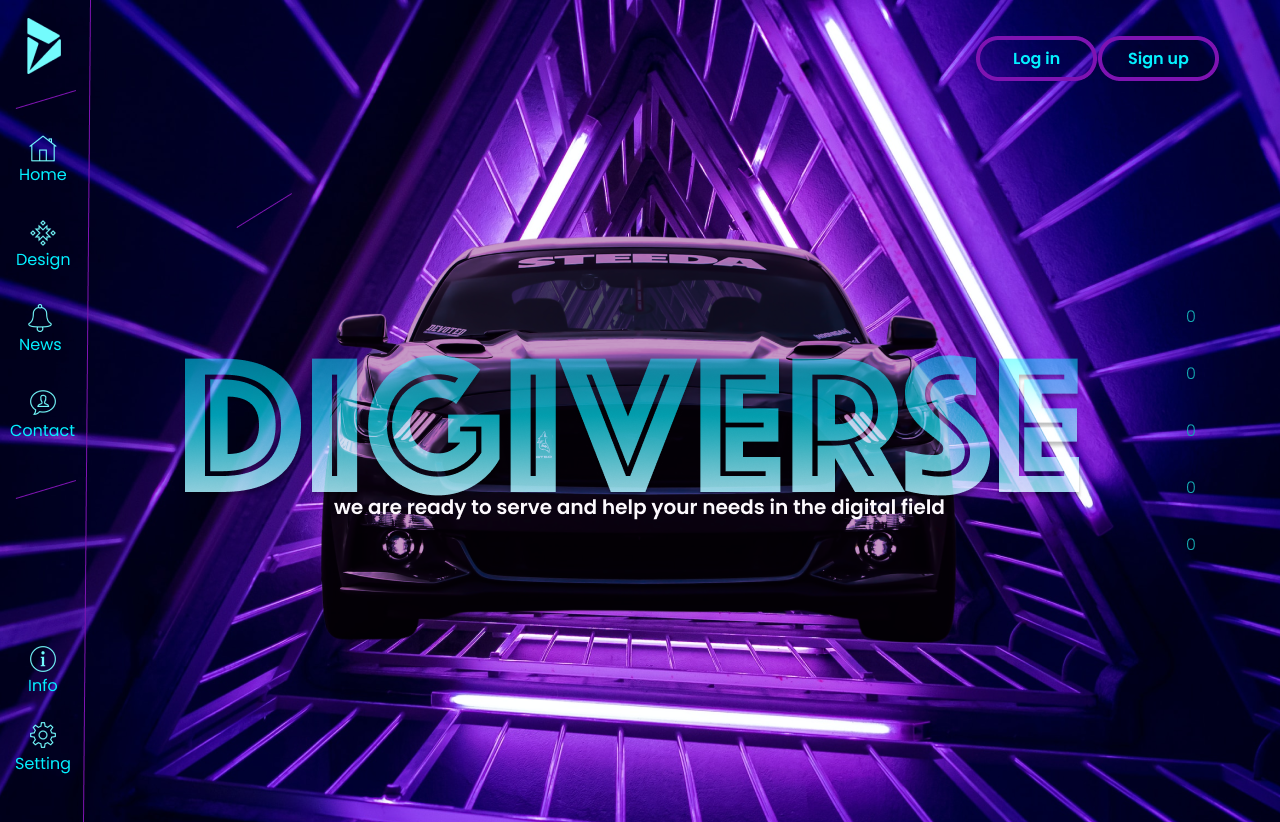 Log in
Sign up
Home
Design
News
Contact
STEEDA
DEVOTED
DIGIVERSE
we are ready to serve and help your needs in the digital field
0
0
0
0
0
Info
Setting